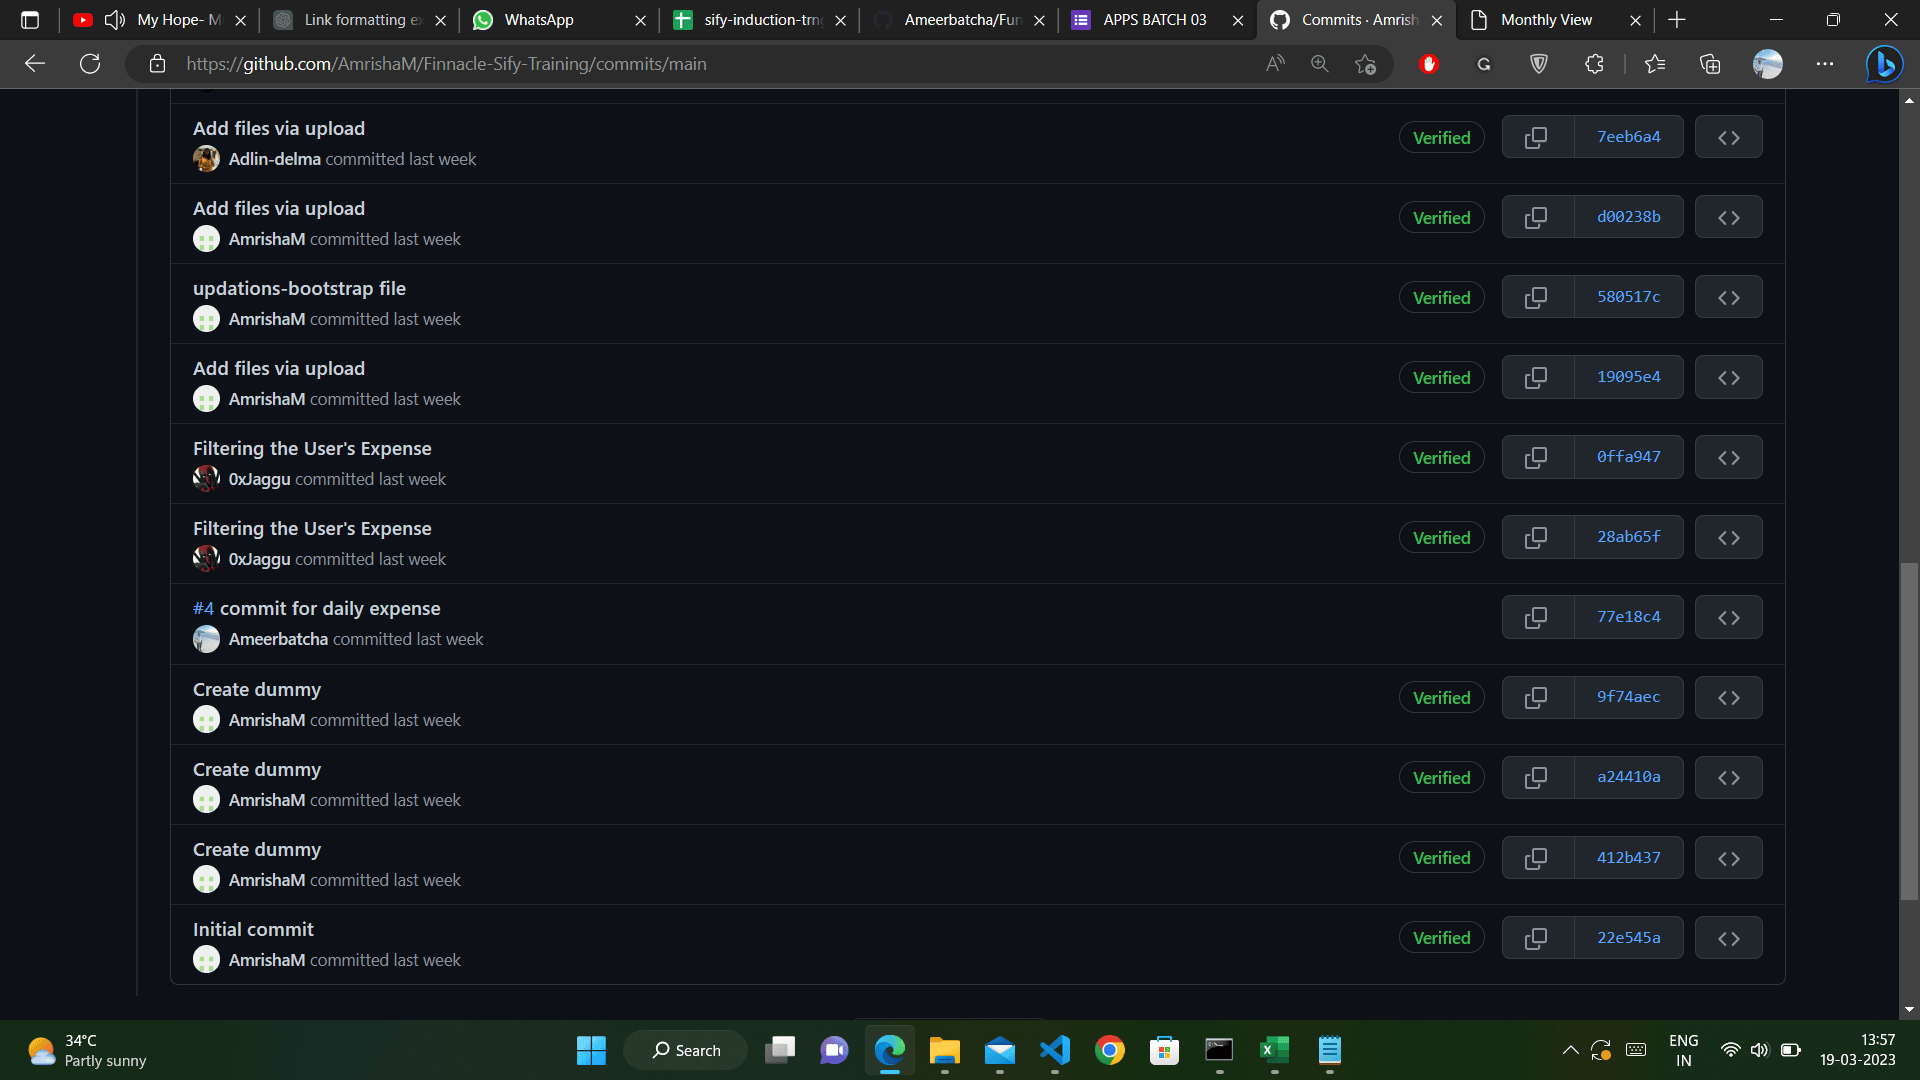 My Hope- M
Link formatting ex
WhatsApp
sify-induction-trng
Ameerbatcha/Fun
APPS BATCH 03
Commits · Amrish
Monthly View
https://github.com/AmrishaM/Finnacle-Sify-Training/commits/main
Add files via upload
Adlin-delma committed last week
Verified
7eeb6a4
Add files via upload
AmrishaM committed last week
Verified
d00238b
updations-bootstrap file
AmrishaM committed last week
Verified
580517c
Add files via upload
AmrishaM committed last week
Verified
19095e4
Filtering the User's Expense
0xJaggu committed last week
Verified
0ffa947
Filtering the User's Expense
0xJaggu committed last week
Verified
28ab65f
#4 commit for daily expense
Ameerbatcha committed last week
77e18c4
Create dummy
AmrishaM committed last week
Verified
9f74aec
Create dummy
AmrishaM committed last week
Verified
a24410a
Create dummy
AmrishaM committed last week
Verified
412b437
Initial commit
AmrishaM committed last week
Verified
22e545a
34°C
Partly sunny
Search
ENG
IN
13:57
19-03-2023